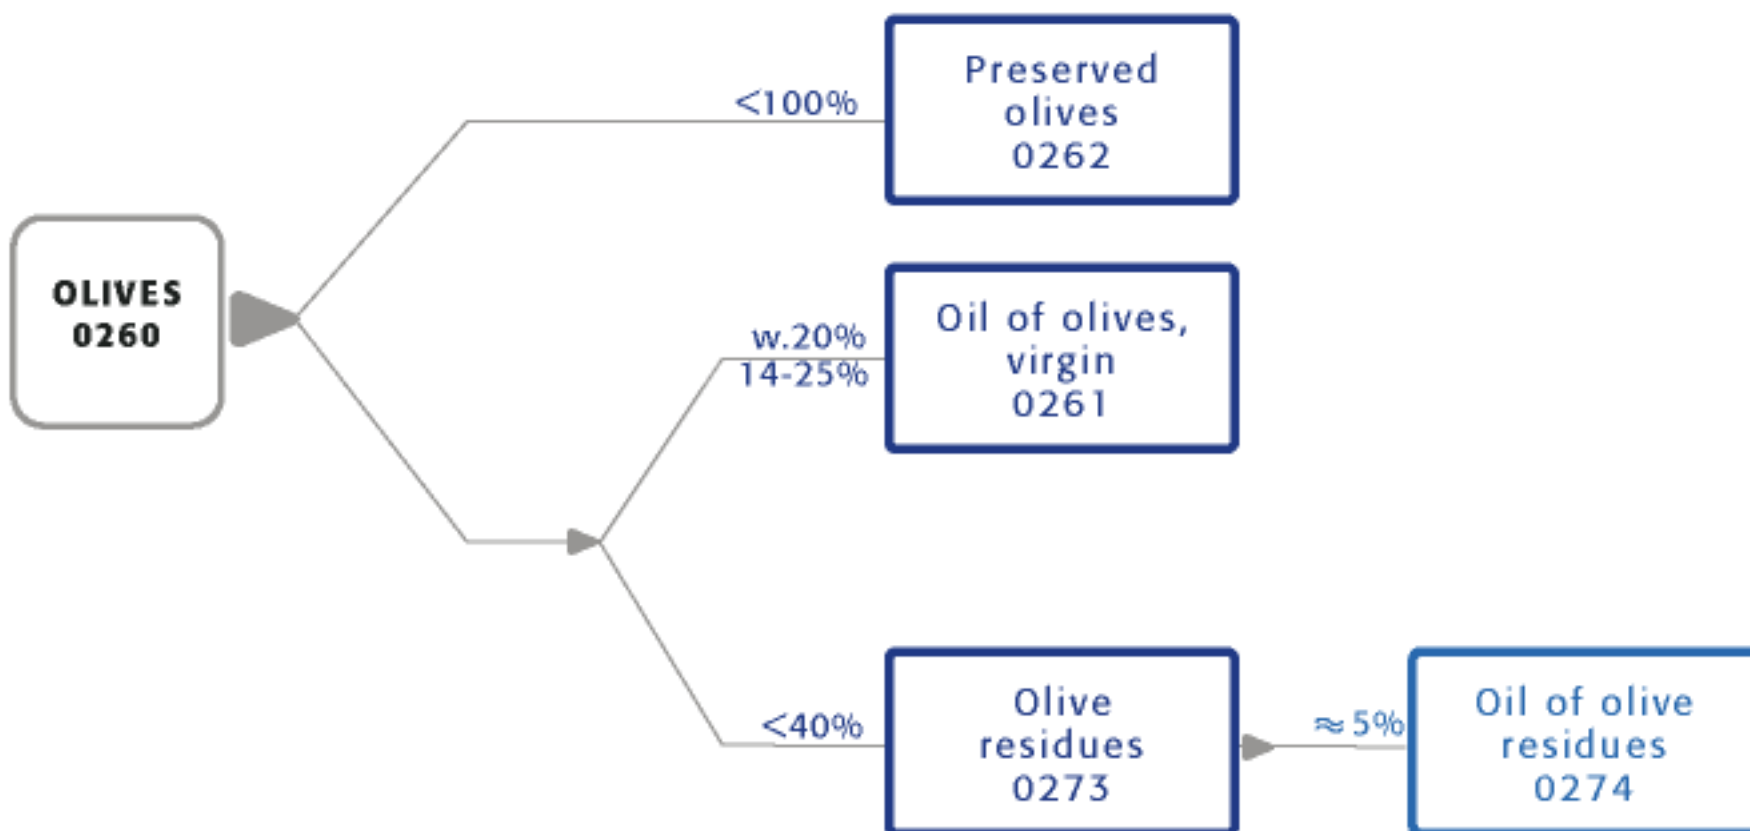 OLIVES
0260
<100%
Preserved
olives
0262
w.20%
14-25%
Oil of olives,
virgin
0261
<40%
Olive
residues
0273
≈5%
Oil of olive
residues
0274